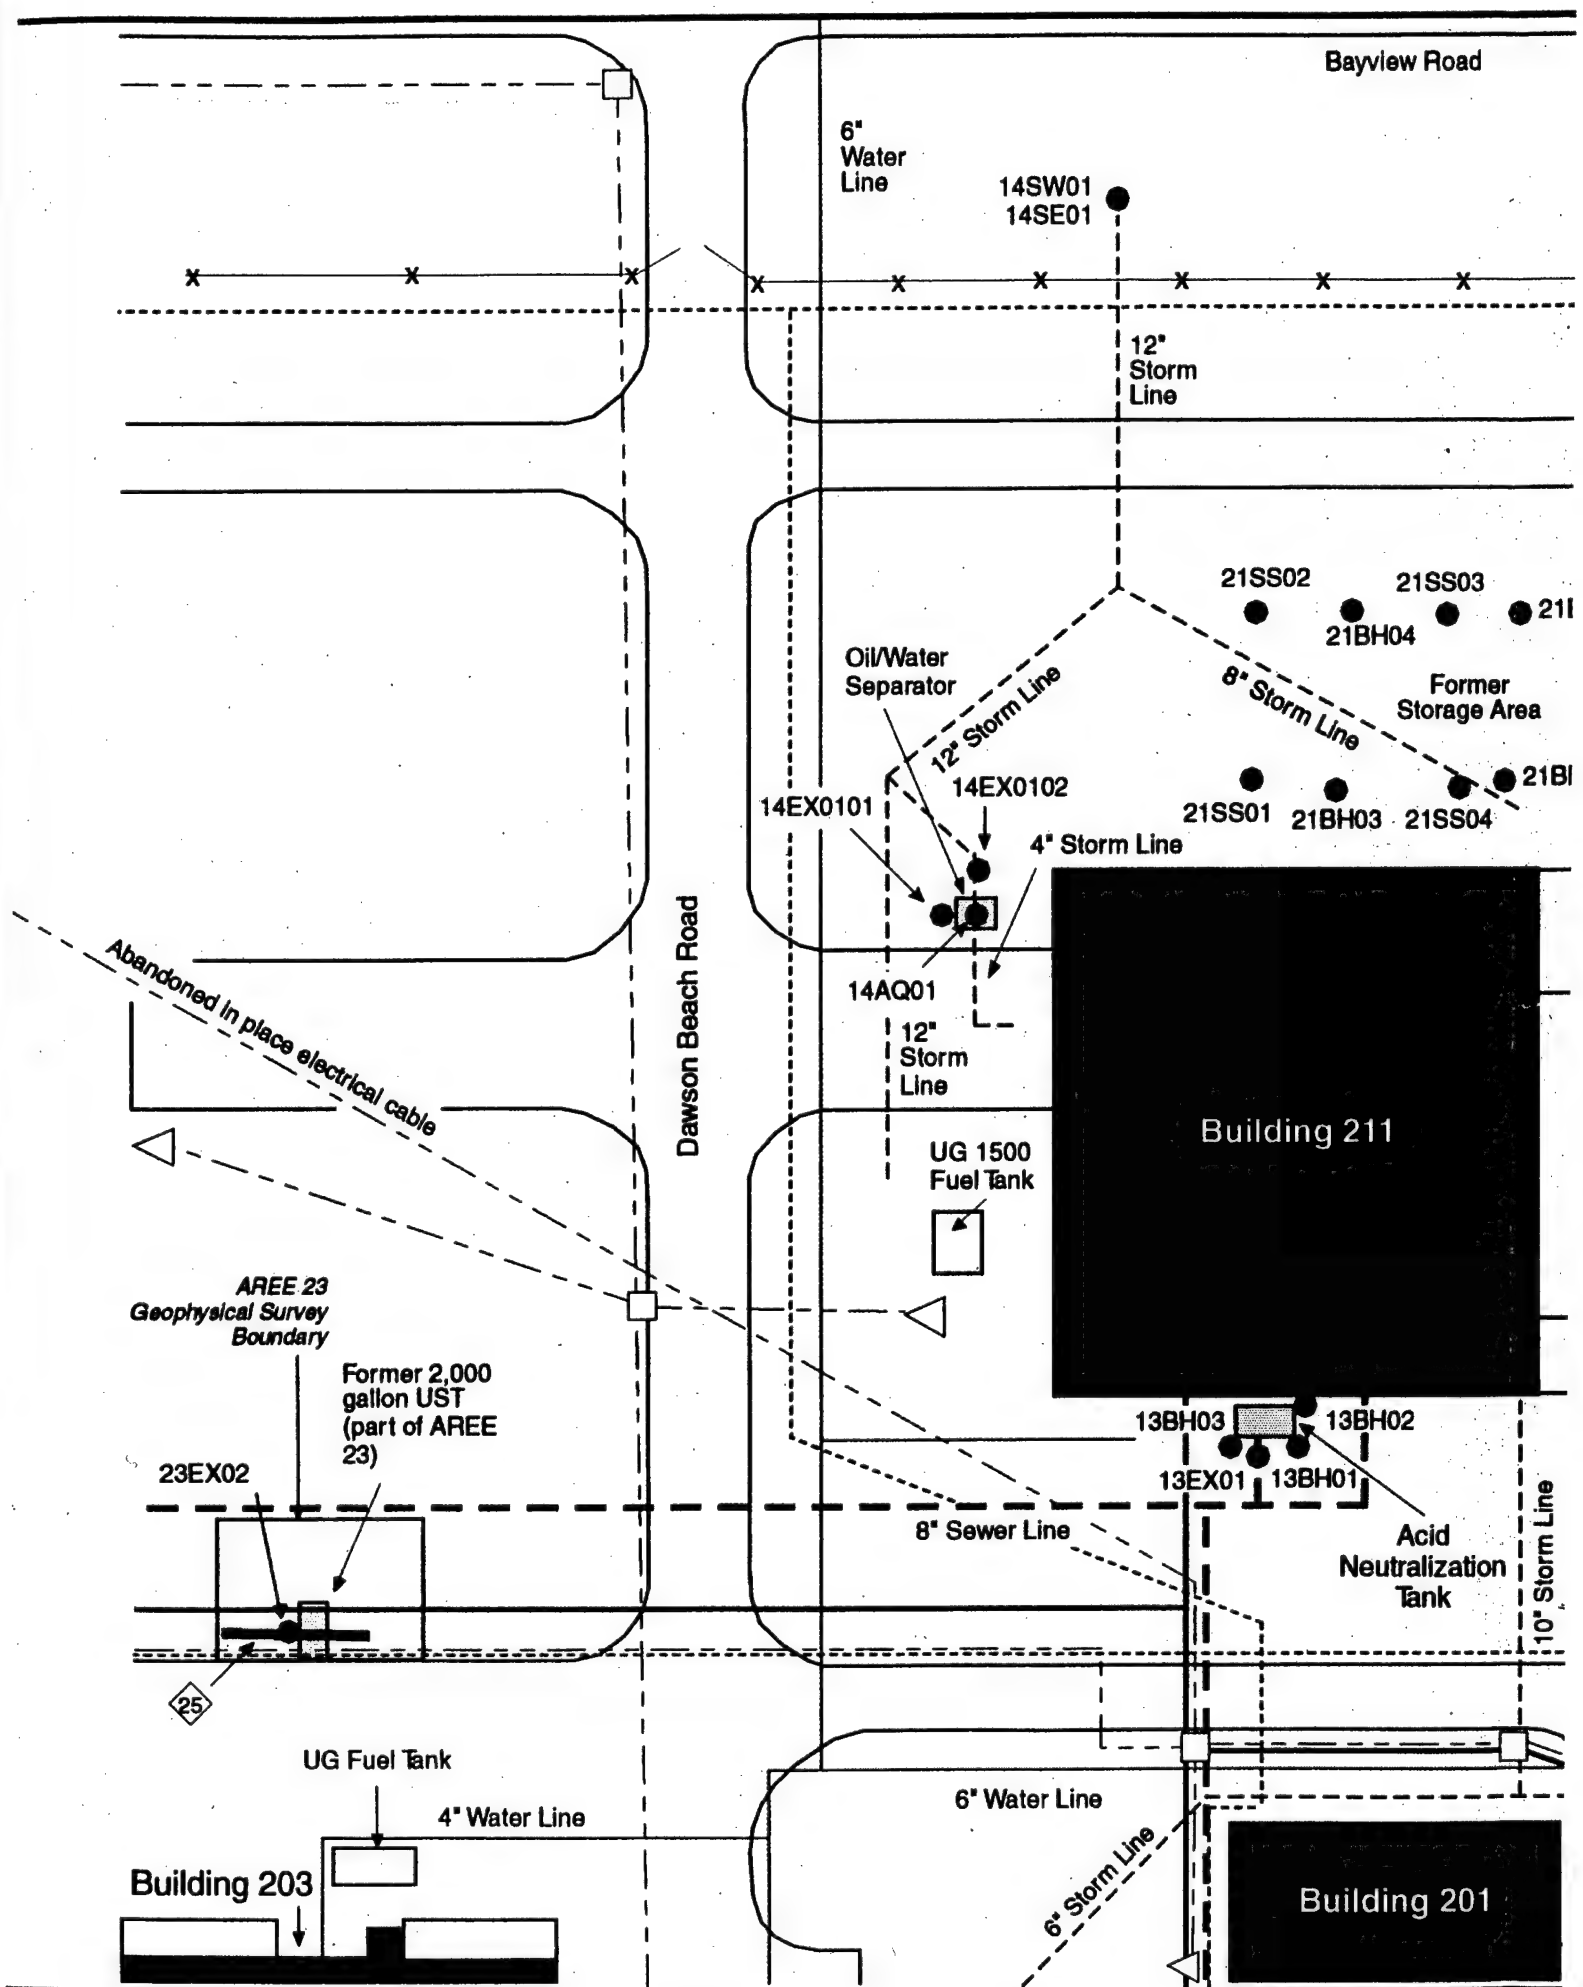 Bayview Road
6"
Water
Line
14SW01
14SE01
12"
Storm
Line
21SS02
21SS03
21BH04
Oil/Water
Separator
12" Storm Line
8" Storm Line
Former
Storage Area
14EX0101
14EX0102
21SS01
21BH03
21SS04
4" Storm Line
Abandoned in place electrical cable
Dawson Beach Road
14AQ01
12"
Storm
Line
Building 211
UG 1500
Fuel Tank
AREE 23
Geophysical Survey
Boundary
Former 2,000
gallon UST
(part of AREE
23)
23EX02
13BH03
13BH02
13EX01
13BH01
8" Sewer Line
Acid
Neutralization
Tank
10" Storm Line
25
UG Fuel Tank
4" Water Line
6" Water Line
6" Storm Line
Building 203
Building 201